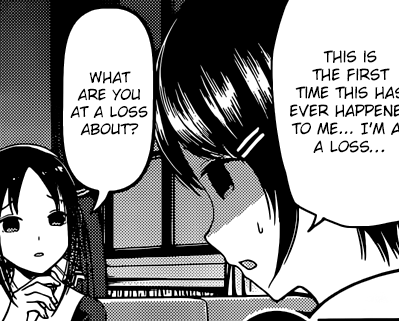 THIS IS
THE FIRST
TIME THIS HAS
EVER HAPPENE
TO ME... I'M A
A LOSS...
WHAT
ARE YOU
AT A LOSS
ABOUT?